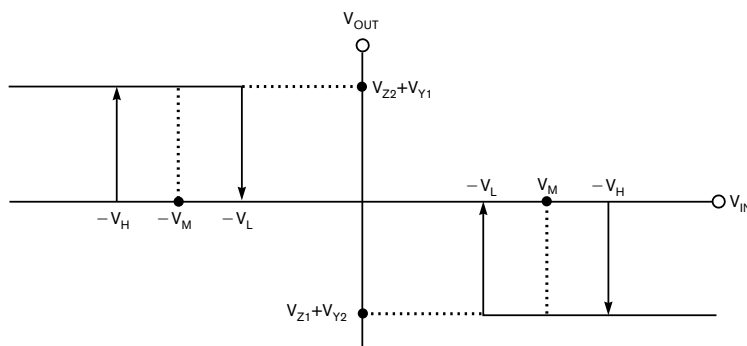 V_OUT
V_Z2+V_Y1
−V_L V_M −V_H
V_IN
−V_H −V_M −V_L
V_Z1+V_Y2